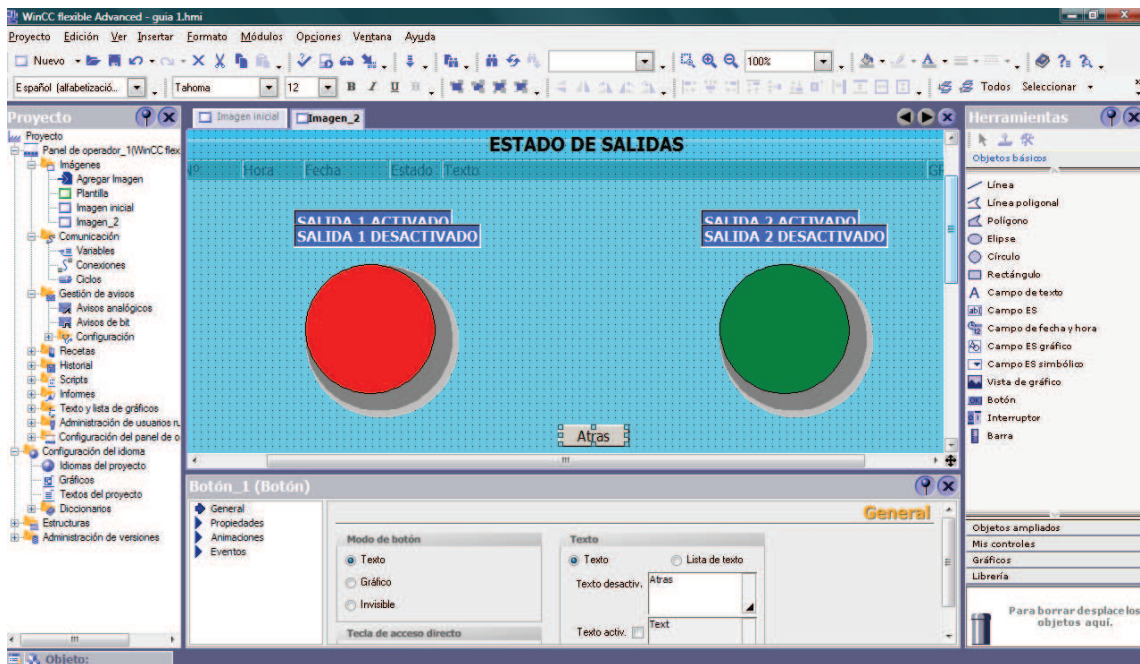 WinCC flexible Advanced - guia 1.hmi
Proyecto Edición Ver Insertar Formato Módulos Opciones Ventana Ayuda
Nuevo 100%
Español (alfabetizació... Tahoma 12 B I U Todos Seleccionar
Proyecto
Proyecto
Panel de operador_1(WinCC flex
Imágenes
Agregar Imagen
Plantilla
Imagen inicial
Imagen_2
Comunicación
Variables
Conexiones
Ciclos
Gestión de avisos
Avisos analógicos
Avisos de bit
Configuración
Recetas
Historial
Scripts
Informes
Texto y lista de gráficos
Administración de usuarios ru
Configuración del panel de o
Configuración del idioma
Idiomas del proyecto
Gráficos
Textos del proyecto
Diccionarios
Estructuras
Administración de versiones
Imagen inicial Imagen_2
ESTADO DE SALIDAS
Nº Hora Fecha Estado Texto GR
SALIDA 1 ACTIVADO
SALIDA 1 DESACTIVADO
SALIDA 2 ACTIVADO
SALIDA 2 DESACTIVADO
Atras
Botón_1 (Botón)
General
Propiedades
Animaciones
Eventos
General
Modo de botón
Texto
Gráfico
Invisible
Tecla de acceso directo
Texto
Texto Lista de texto
Texto desactiv. Atras
Texto activ. Text
Herramientas
Objetos básicos
Línea
Línea poligonal
Polígono
Elipse
Círculo
Rectángulo
A Campo de texto
Campo ES
Campo de fecha y hora
Campo ES gráfico
Campo ES simbólico
Vista de gráfico
OK Botón
Interruptor
Barra
Objetos ampliados
Mis controles
Gráficos
Librería
Para borrar desplace los
objetos aquí.
Objeto: